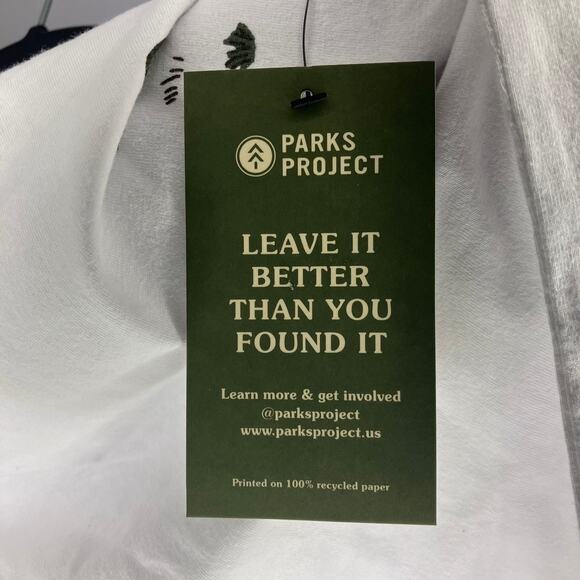 PARKS
PROJECT
LEAVE IT
BETTER
THAN YOU
FOUND IT
Learn more & get involved
@parksproject
www.parksproject.us
Printed on 100% recycled paper